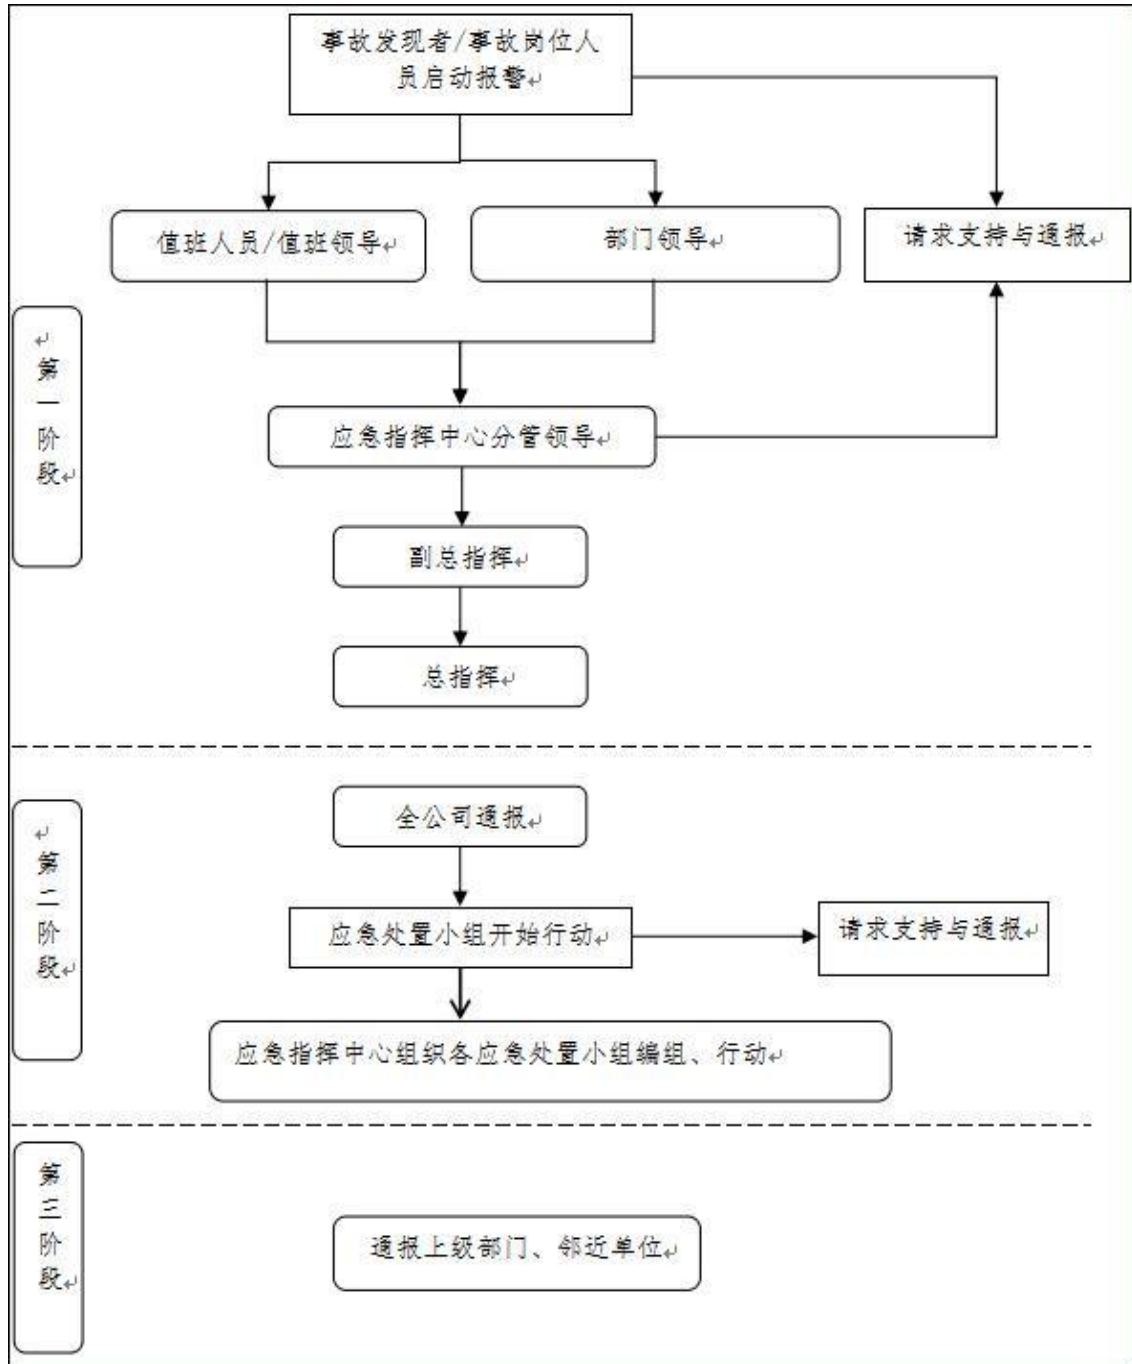 事故发现者/事故岗位人
员启动报警↵
值班人员/值班领导↵
部门领导↵
请求支持与通报↵
↵
第
一
阶
段↵
应急指挥中心分管领导↵
副总指挥↵
总指挥↵
↵
第
二
阶
段↵
全公司通报↵
应急处置小组开始行动↵
请求支持与通报↵
应急指挥中心组织各应急处置小组编组、行动↵
第
三
阶
段↵
通报上级部门、邻近单位↵